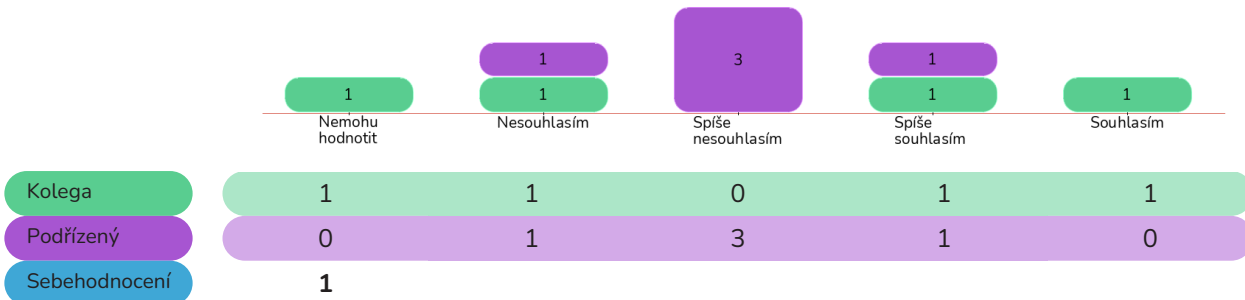 3
1 1
1 1 1 1
Nemohu hodnotit Nesouhlasím Spíše nesouhlasím Spíše souhlasím Souhlasím
Kolega 1 1 0 1 1
Podřízený 0 1 3 1 0
Sebehodnocení 1